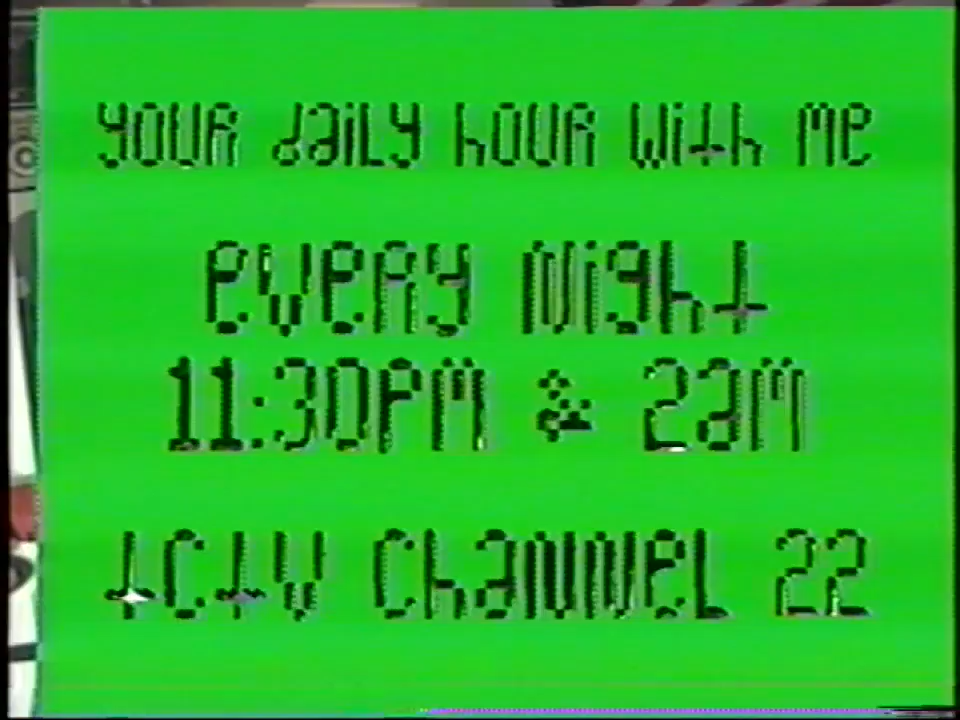 YOUR daiLY hOUR With Me
eVeRY Night
11:30PM & 2aM
tCtV ChaNNeL 22